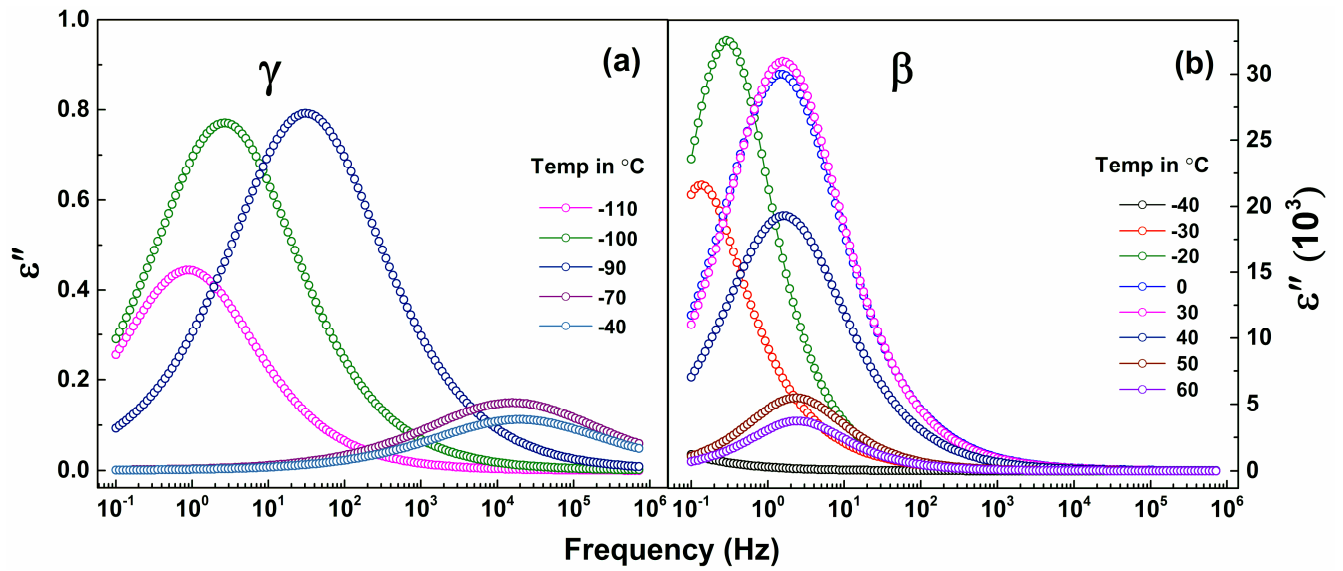 γ
(a)
Temp in °C
-110
-100
-90
-70
-40
ε″
1.0
0.8
0.6
0.4
0.2
0.0
10⁻¹ 10⁰ 10¹ 10² 10³ 10⁴ 10⁵ 10⁶
β
(b)
Temp in °C
-40
-30
-20
0
30
40
50
60
30
25
20
15
10
5
0
ε″ (10³)
10⁻¹ 10⁰ 10¹ 10² 10³ 10⁴ 10⁵ 10⁶
Frequency (Hz)